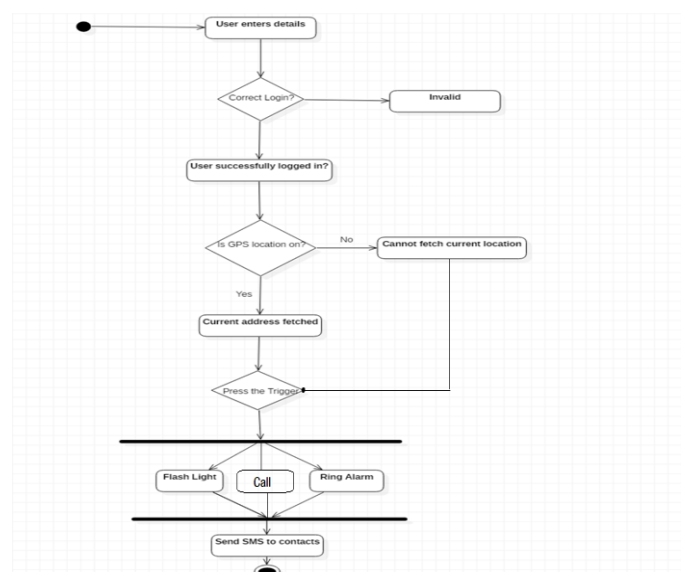 User enters details
Correct Login?
Invalid
User successfully logged in?
Is GPS location on?
No
Cannot fetch current location
Yes
Current address fetched
Press the Trigger
Flash Light
Call
Ring Alarm
Send SMS to contacts